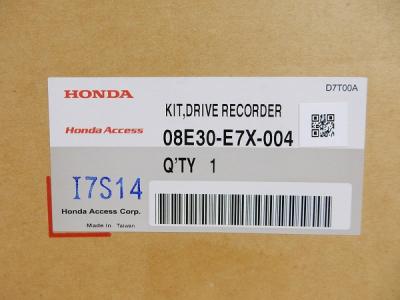 D7T00A
HONDA
KIT,DRIVE RECORDER
Honda Access
08E30-E7X-004
Q'TY 1
I7S14
Honda Access Corp.
Made In Taiwan